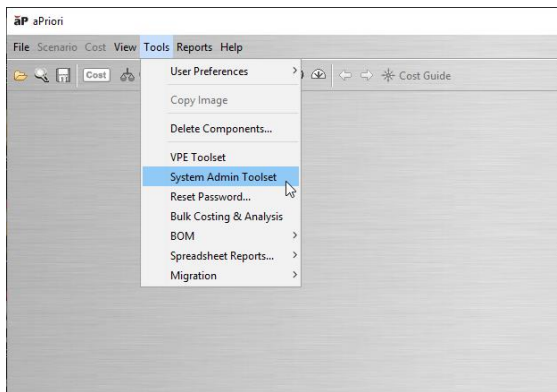 āP aPriori
File Scenario Cost View Tools Reports Help
Cost
Cost Guide
User Preferences
Copy Image
Delete Components...
VPE Toolset
System Admin Toolset
Reset Password...
Bulk Costing & Analysis
BOM
Spreadsheet Reports...
Migration